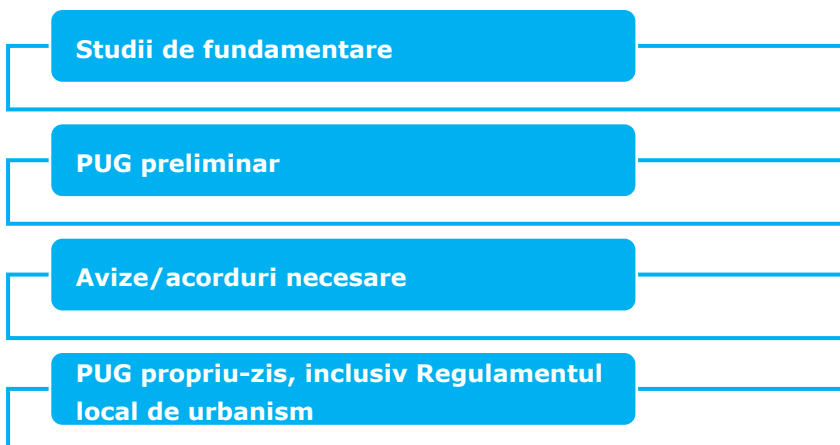 Studii de fundamentare
PUG preliminar
Avize/acorduri necesare
PUG propriu-zis, inclusiv Regulamentul
local de urbanism